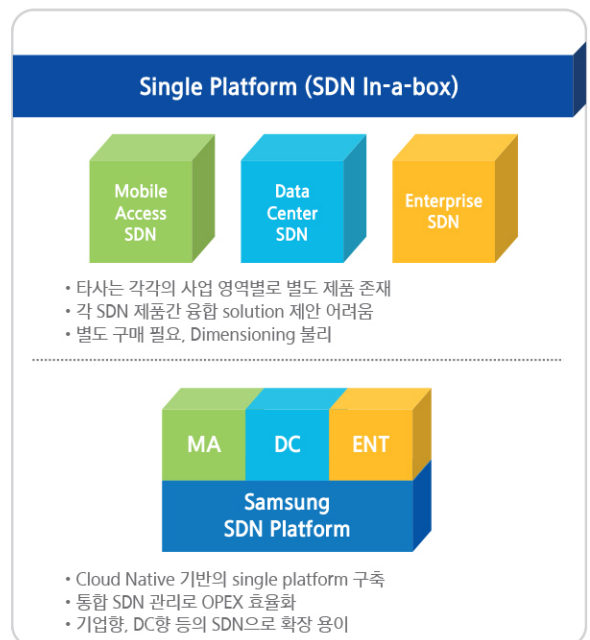 Single Platform (SDN In-a-box)
Mobile
Access
SDN
Data
Center
SDN
Enterprise
SDN
• 타사는 각각의 사업 영역별로 별도 제품 존재
• 각 SDN 제품간 융합 solution 제안 어려움
• 별도 구매 필요, Dimensioning 불리
MA
DC
ENT
Samsung
SDN Platform
• Cloud Native 기반의 single platform 구축
• 통합 SDN 관리로 OPEX 효율화
• 기업향, DC향 등의 SDN으로 확장 용이